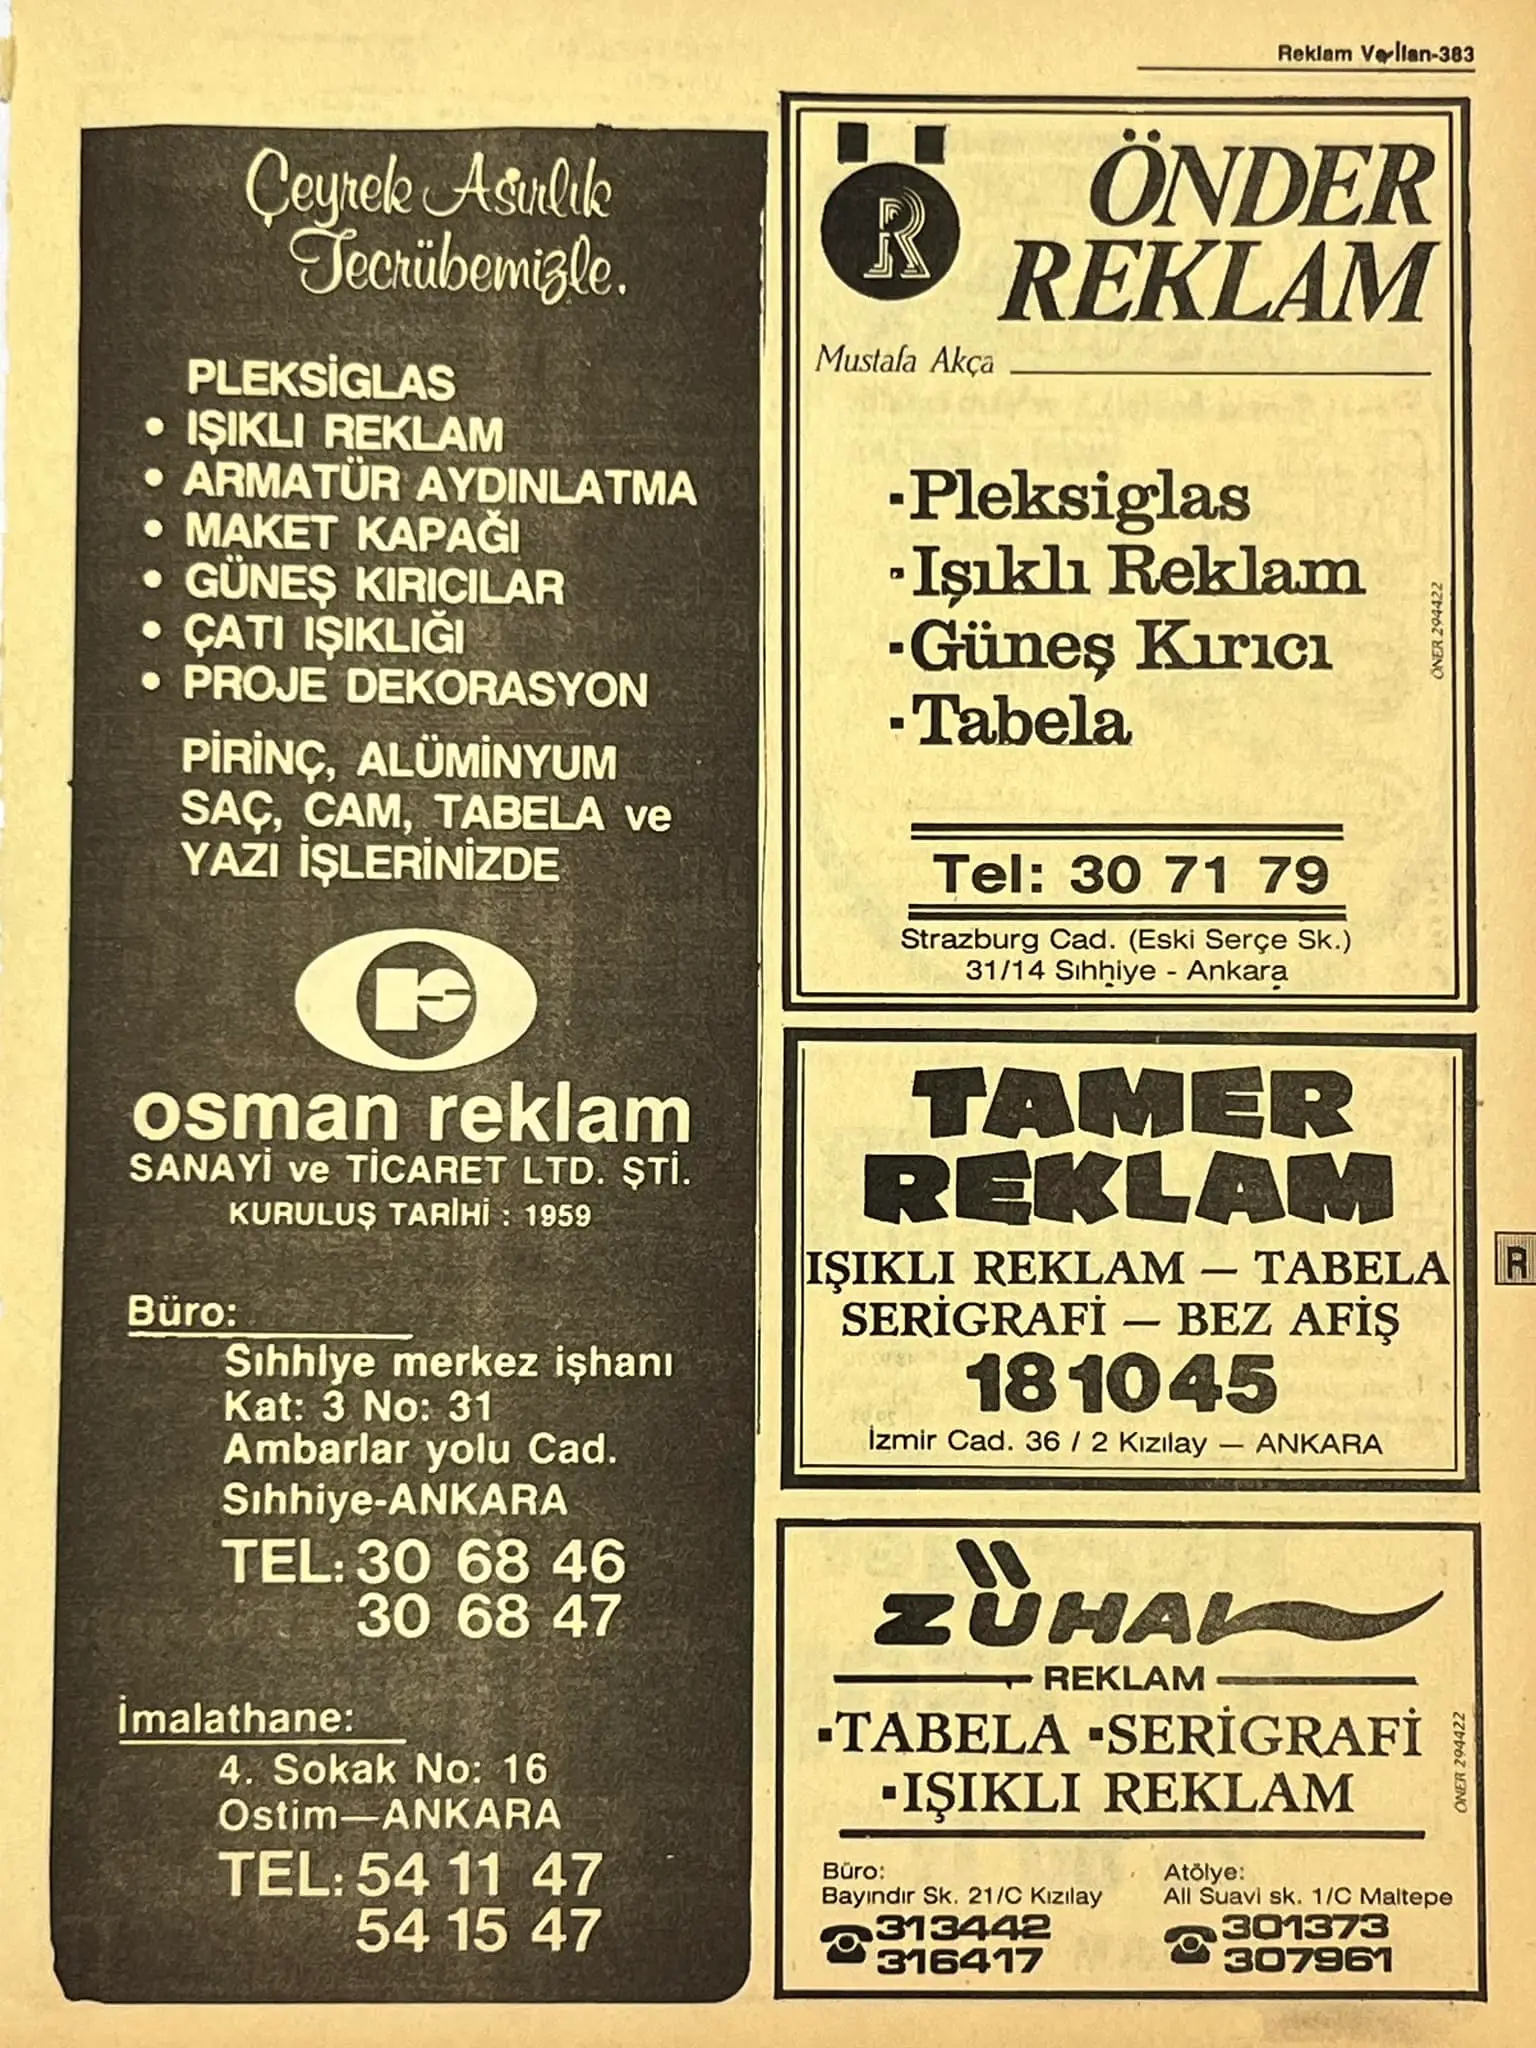 Reklam Ve İlan-383
Çeyrek Asırlık
Tecrübemizle.
PLEKSİGLAS
• IŞIKLI REKLAM
• ARMATÜR AYDINLATMA
• MAKET KAPAĞI
• GÜNEŞ KIRICILAR
• ÇATI IŞIKLIĞI
• PROJE DEKORASYON
PİRİNÇ, ALÜMİNYUM
SAÇ, CAM, TABELA ve
YAZI İŞLERİNİZDE
rs
osman reklam
SANAYİ ve TİCARET LTD. ŞTİ.
KURULUŞ TARİHİ : 1959
Büro:
Sıhhiye merkez işhanı
Kat: 3 No: 31
Ambarlar yolu Cad.
Sıhhiye-ANKARA
TEL: 30 68 46
30 68 47
İmalathane:
4. Sokak No: 16
Ostim—ANKARA
TEL: 54 11 47
54 15 47
R
ÖNDER
REKLAM
Mustafa Akça
▪Pleksiglas
▪Işıklı Reklam
▪Güneş Kırıcı
▪Tabela
ÖNER 294422
Tel: 30 71 79
Strazburg Cad. (Eski Serçe Sk.)
31/14 Sıhhiye - Ankara
TAMER
REKLAM
IŞIKLI REKLAM — TABELA
SERİGRAFİ — BEZ AFİŞ
181045
İzmir Cad. 36 / 2 Kızılay — ANKARA
R
ZÜHAL
REKLAM
▪TABELA ▪SERİGRAFİ
▪IŞIKLI REKLAM
ÖNER 294422
Büro:
Bayındır Sk. 21/C Kızılay
☎313442
316417
Atölye:
Ali Suavi sk. 1/C Maltepe
☎301373
307961